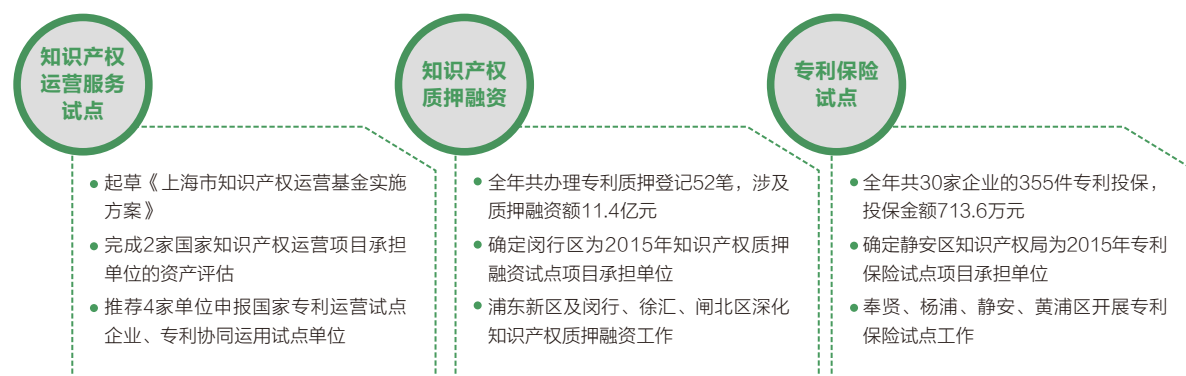 知识产权
运营服务
试点
起草《上海市知识产权运营基金实施
方案》
完成2家国家知识产权运营项目承担
单位的资产评估
推荐4家单位申报国家专利运营试点
企业、专利协同运用试点单位
知识产权
质押融资
全年共办理专利质押登记52笔，涉及
质押融资额11.4亿元
确定闵行区为2015年知识产权质押
融资试点项目承担单位
浦东新区及闵行、徐汇、闸北区深化
知识产权质押融资工作
专利保险
试点
全年共30家企业的355件专利投保，
投保金额713.6万元
确定静安区知识产权局为2015年专利
保险试点项目承担单位
奉贤、杨浦、静安、黄浦区开展专利
保险试点工作